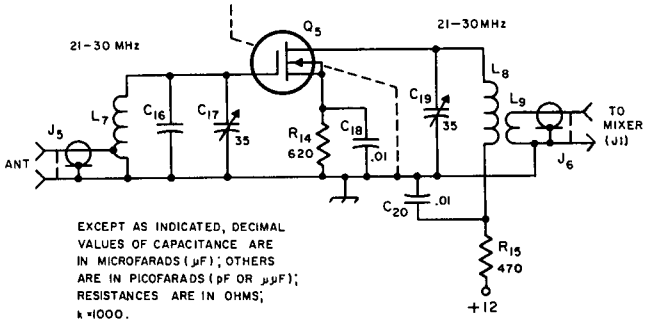 Q5
21-30 MHz
21-30 MHz
L8
L7
C16
C17
35
C19
35
L9
J5
ANT
R14
620
C18
.01
TO
MIXER
(J1)
J6
C20
.01
R15
470
+12
EXCEPT AS INDICATED, DECIMAL
VALUES OF CAPACITANCE ARE
IN MICROFARADS (µF); OTHERS
ARE IN PICOFARADS (pF OR µµF);
RESISTANCES ARE IN OHMS;
k=1000.